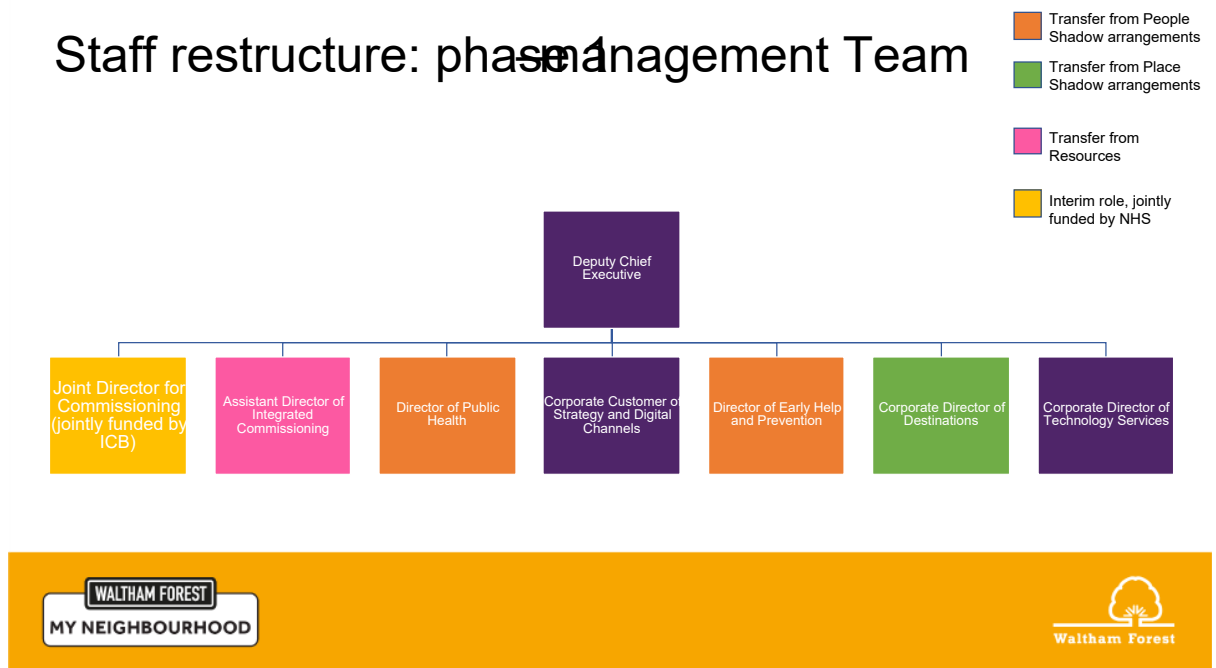 Staff restructure: phase 1 – management Team
Transfer from People
Shadow arrangements
Transfer from Place
Shadow arrangements
Transfer from
Resources
Interim role, jointly
funded by NHS
Deputy Chief
Executive
Joint Director for
Commissioning
(jointly funded by
ICB)
Assistant Director of
Integrated
Commissioning
Director of Public
Health
Corporate Customer of
Strategy and Digital
Channels
Director of Early Help
and Prevention
Corporate Director of
Destinations
Corporate Director of
Technology Services
WALTHAM FOREST
MY NEIGHBOURHOOD
Waltham Forest